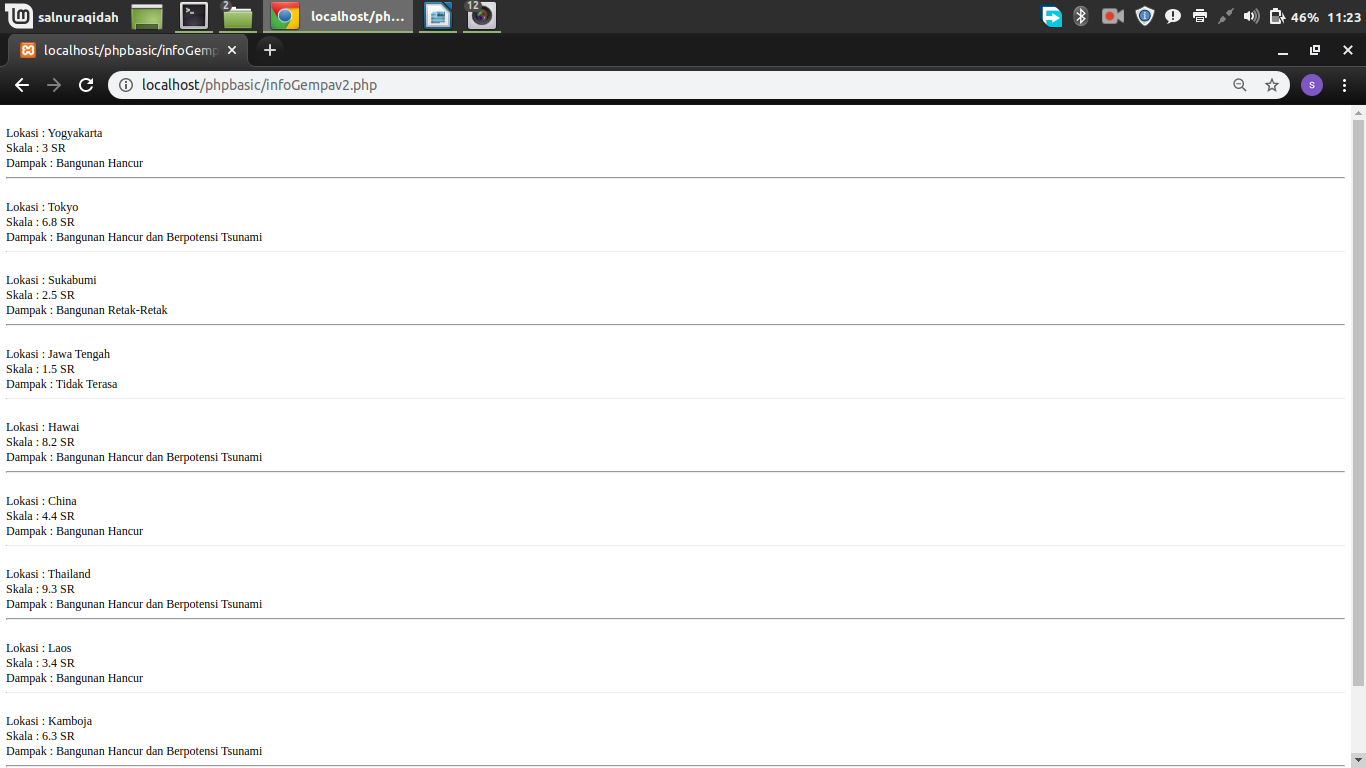 salnuraqidah
2
localhost/ph...
12
46%
11:23
localhost/phpbasic/infoGemp
localhost/phpbasic/infoGempav2.php
S
Lokasi : Yogyakarta
Skala : 3 SR
Dampak : Bangunan Hancur
Lokasi : Tokyo
Skala : 6.8 SR
Dampak : Bangunan Hancur dan Berpotensi Tsunami
Lokasi : Sukabumi
Skala : 2.5 SR
Dampak : Bangunan Retak-Retak
Lokasi : Jawa Tengah
Skala : 1.5 SR
Dampak : Tidak Terasa
Lokasi : Hawai
Skala : 8.2 SR
Dampak : Bangunan Hancur dan Berpotensi Tsunami
Lokasi : China
Skala : 4.4 SR
Dampak : Bangunan Hancur
Lokasi : Thailand
Skala : 9.3 SR
Dampak : Bangunan Hancur dan Berpotensi Tsunami
Lokasi : Laos
Skala : 3.4 SR
Dampak : Bangunan Hancur
Lokasi : Kamboja
Skala : 6.3 SR
Dampak : Bangunan Hancur dan Berpotensi Tsunami